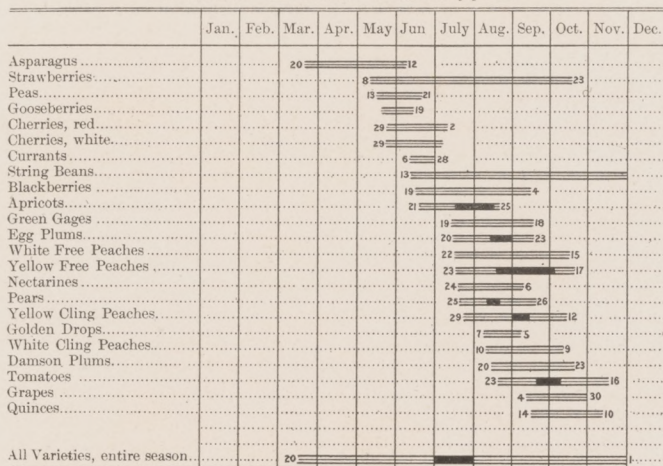 Jan. Feb. Mar. Apr. May Jun July Aug. Sep. Oct. Nov. Dec.
Asparagus 20 12
Strawberries 8 23
Peas 13 21
Gooseberries 19
Cherries, red 29 2
Cherries, white 29
Currants 6 28
String Beans 13
Blackberries 19 4
Apricots 21 25
Green Gages 19 18
Egg Plums 20 23
White Free Peaches 22 15
Yellow Free Peaches 23 17
Nectarines 24 6
Pears 25 26
Yellow Cling Peaches 29 12
Golden Drops 7 5
White Cling Peaches 10 9
Damson Plums 20 23
Tomatoes 23 16
Grapes 4 30
Quinces 14 10
All Varieties, entire season 20 1